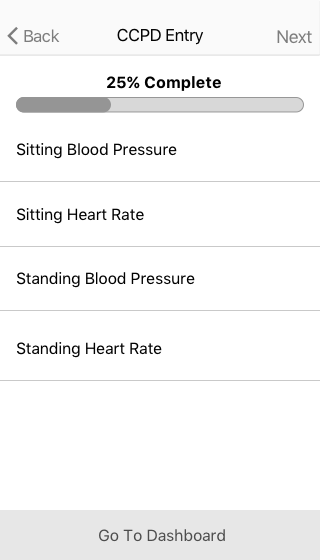 Back CCPD Entry Next
25% Complete
Sitting Blood Pressure
Sitting Heart Rate
Standing Blood Pressure
Standing Heart Rate
Go To Dashboard